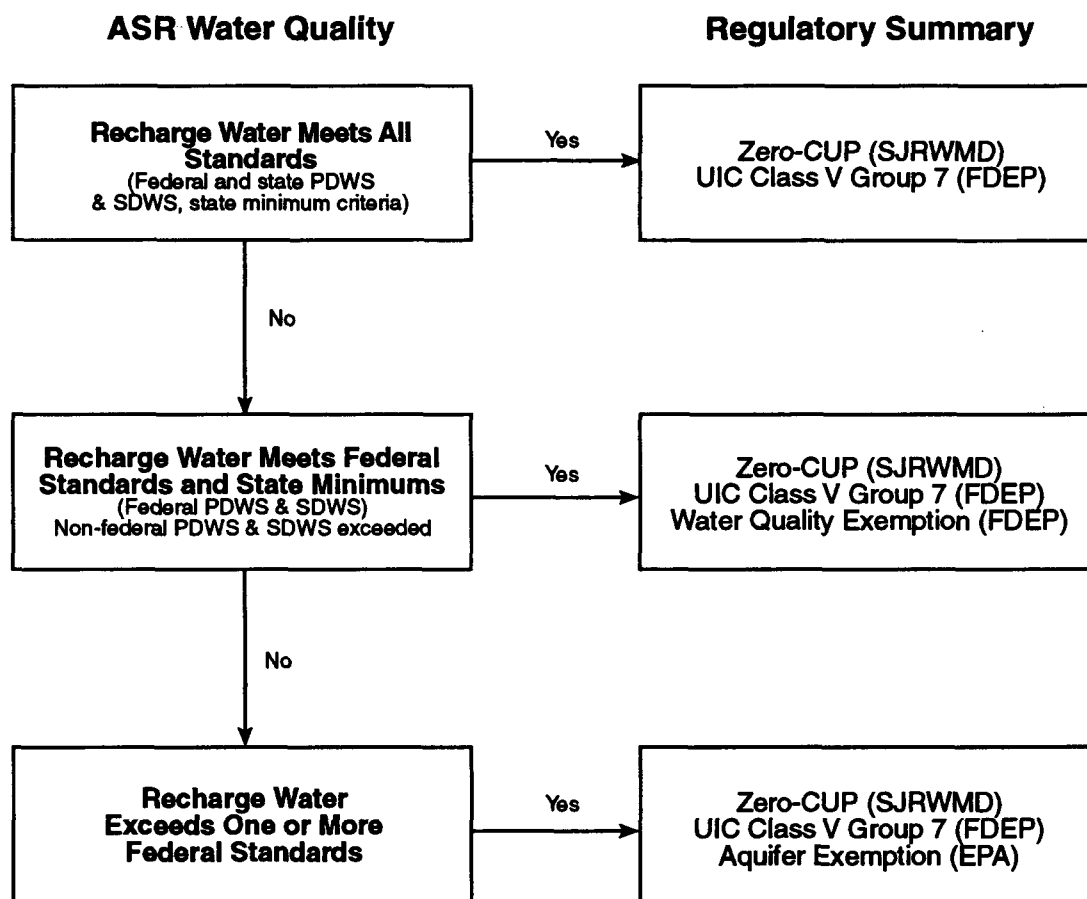 ASR Water Quality
Regulatory Summary
Recharge Water Meets All
Standards
(Federal and state PDWS
& SDWS, state minimum criteria)
Yes
Zero-CUP (SJRWMD)
UIC Class V Group 7 (FDEP)
No
Recharge Water Meets Federal
Standards and State Minimums
(Federal PDWS & SDWS)
Non-federal PDWS & SDWS exceeded
Yes
Zero-CUP (SJRWMD)
UIC Class V Group 7 (FDEP)
Water Quality Exemption (FDEP)
No
Recharge Water
Exceeds One or More
Federal Standards
Yes
Zero-CUP (SJRWMD)
UIC Class V Group 7 (FDEP)
Aquifer Exemption (EPA)